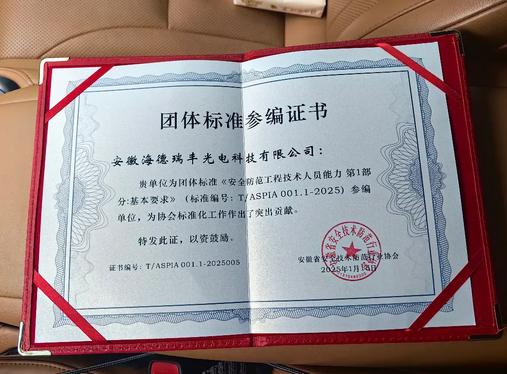 团体标准参编证书
安徽海德瑞丰光电科技有限公司：
贵单位为团体标准《安全防范工程技术人员能力 第1部
分:基本要求》（标准编号：T/ASPIA 001.1-2025）参编
单位，为协会标准化工作作出了突出贡献。
特发此证，以资鼓励。
证书编号：T/ASPIA 001.1-2025005
安徽省安全技术防范行业协会
2025年1月